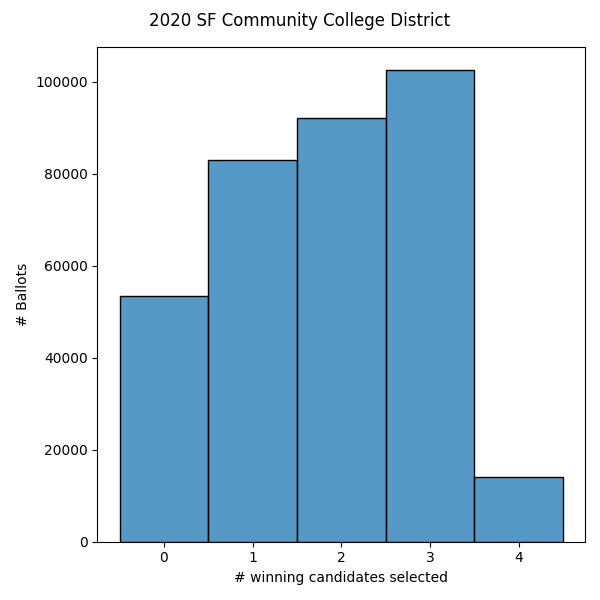 2020 SF Community College District
100000
80000
60000
40000
20000
0
# Ballots
0 1 2 3 4
# winning candidates selected